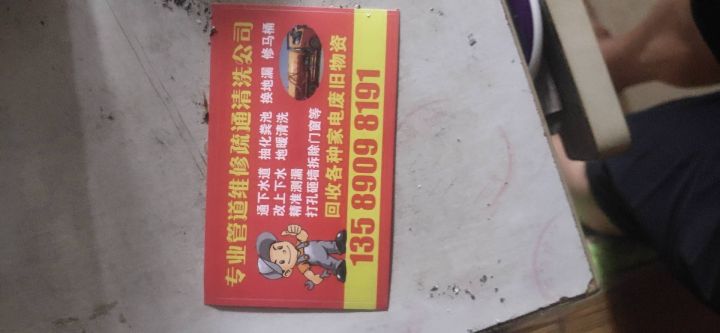 专业管道维修疏通清洗公司
通下水道 抽化粪池 换地漏 修马桶
改上下水 地暖清洗
精准测漏
打孔砸墙拆除门窗等
回收各种家电废旧物资
135 8909 8191